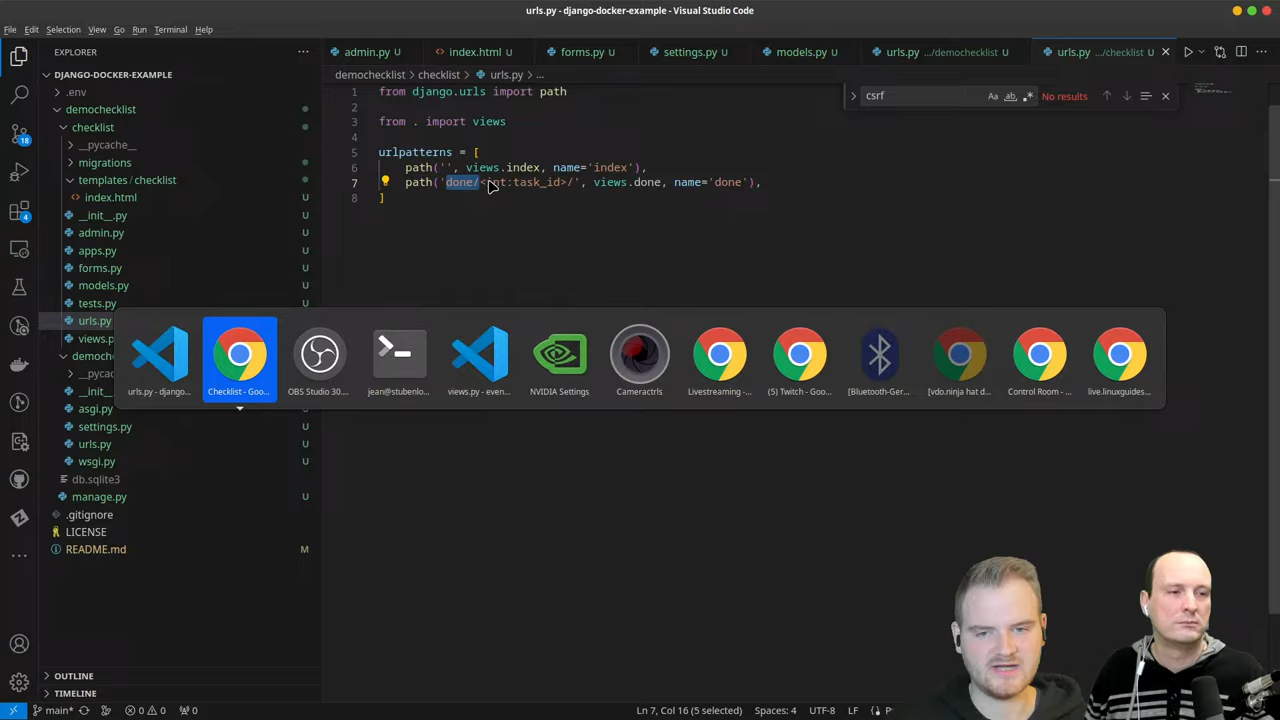 urls.py - django-docker-example - Visual Studio Code
File Edit Selection View Go Run Terminal Help
EXPLORER
DJANGO-DOCKER-EXAMPLE
.env
demochecklist
checklist
__pycache__
migrations
templates / checklist
index.html
__init__.py U
admin.py U
apps.py U
forms.py U
models.py U
tests.py U
urls.py
views.p
democh
__pyca
__init_
asgi.py
settings.py U
urls.py U
wsgi.py U
db.sqlite3
manage.py U
.gitignore
LICENSE
README.md M
OUTLINE
TIMELINE
18
4
admin.py U index.html U forms.py U settings.py U models.py U urls.py .../demochecklist U urls.py .../checklist U
demochecklist > checklist > urls.py > ...
csrf
Aa ab .* No results
1 from django.urls import path
2
3 from . import views
4
5 urlpatterns = [
6 path('', views.index, name='index'),
7 path('done/<int:task_id>/', views.done, name='done'),
8 ]
urls.py - django... Checklist - Goo... OBS Studio 30.... jean@stubenlo... views.py - even... NVIDIA Settings Cameractrls Livestreaming -... (5) Twitch - Goo... [Bluetooth-Ger... [vdo.ninja hat d... Control Room - ... live.linuxguides...
main* 0 0 0 Ln 7, Col 16 (5 selected) Spaces: 4 UTF-8 LF